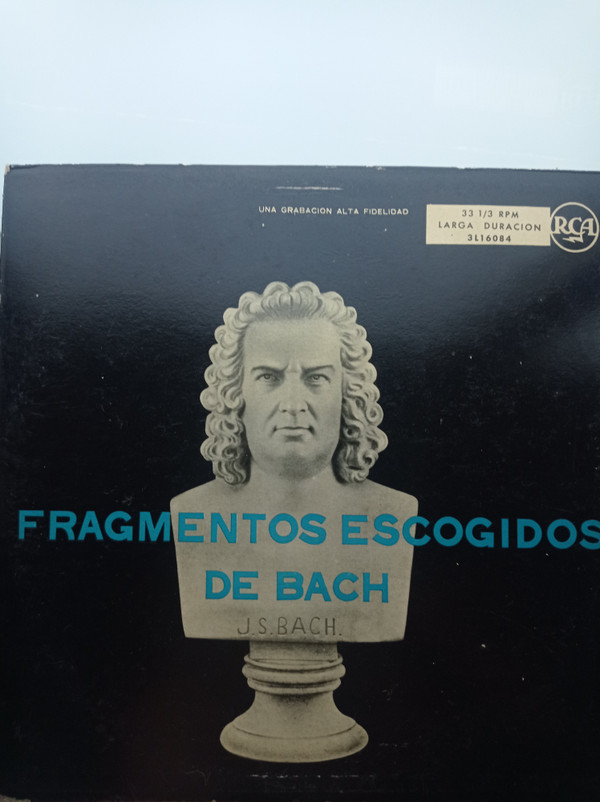 UNA GRABACION ALTA FIDELIDAD
33 1/3 RPM
LARGA DURACION
3L16084
RCA
FRAGMENTOS ESCOGIDOS
DE BACH
J.S.BACH.